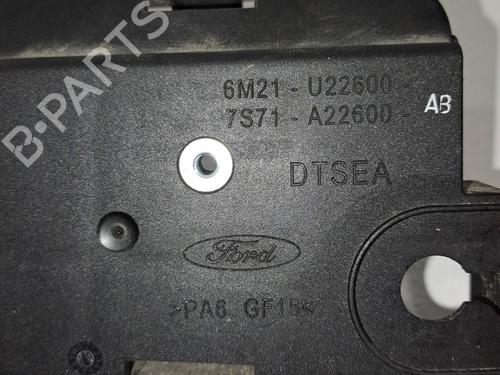 6M21 - U22600 -
7S71 - A22600 -
AB
DTSEA
Ford
>PA6 GF15<
B-PARTS